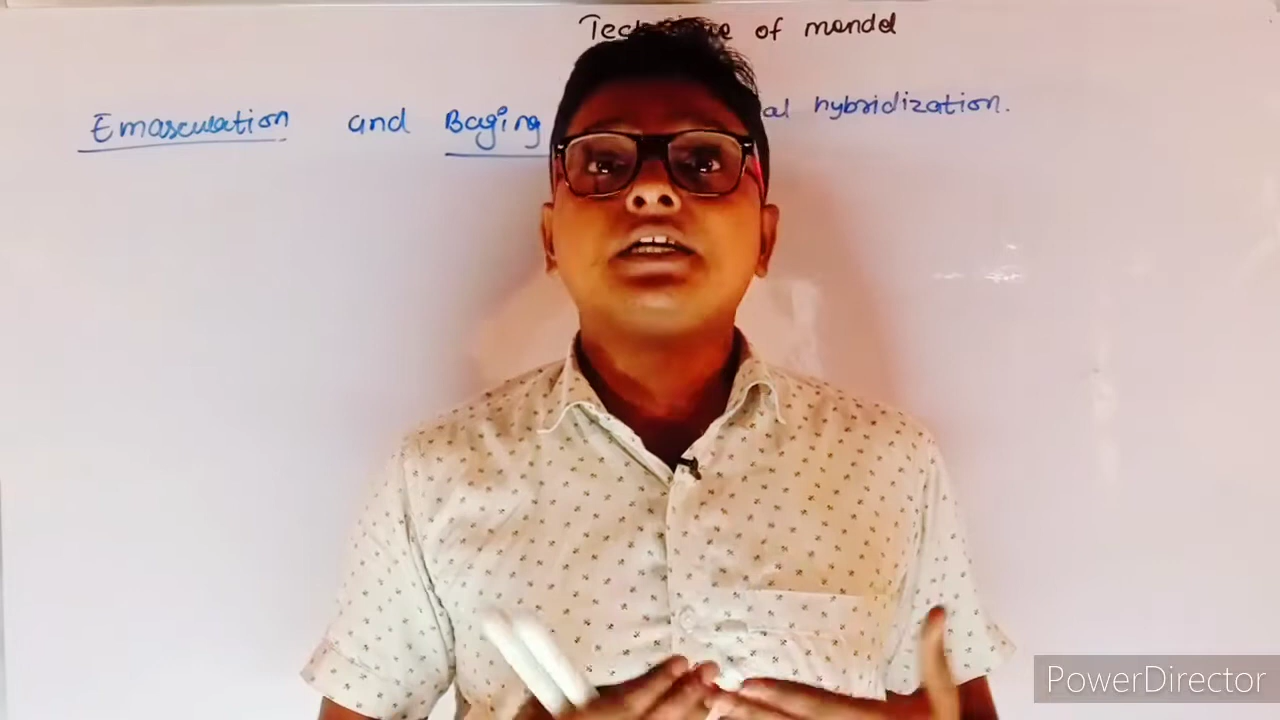 of mendel
Emasculation and Baging hybridization.
PowerDirector